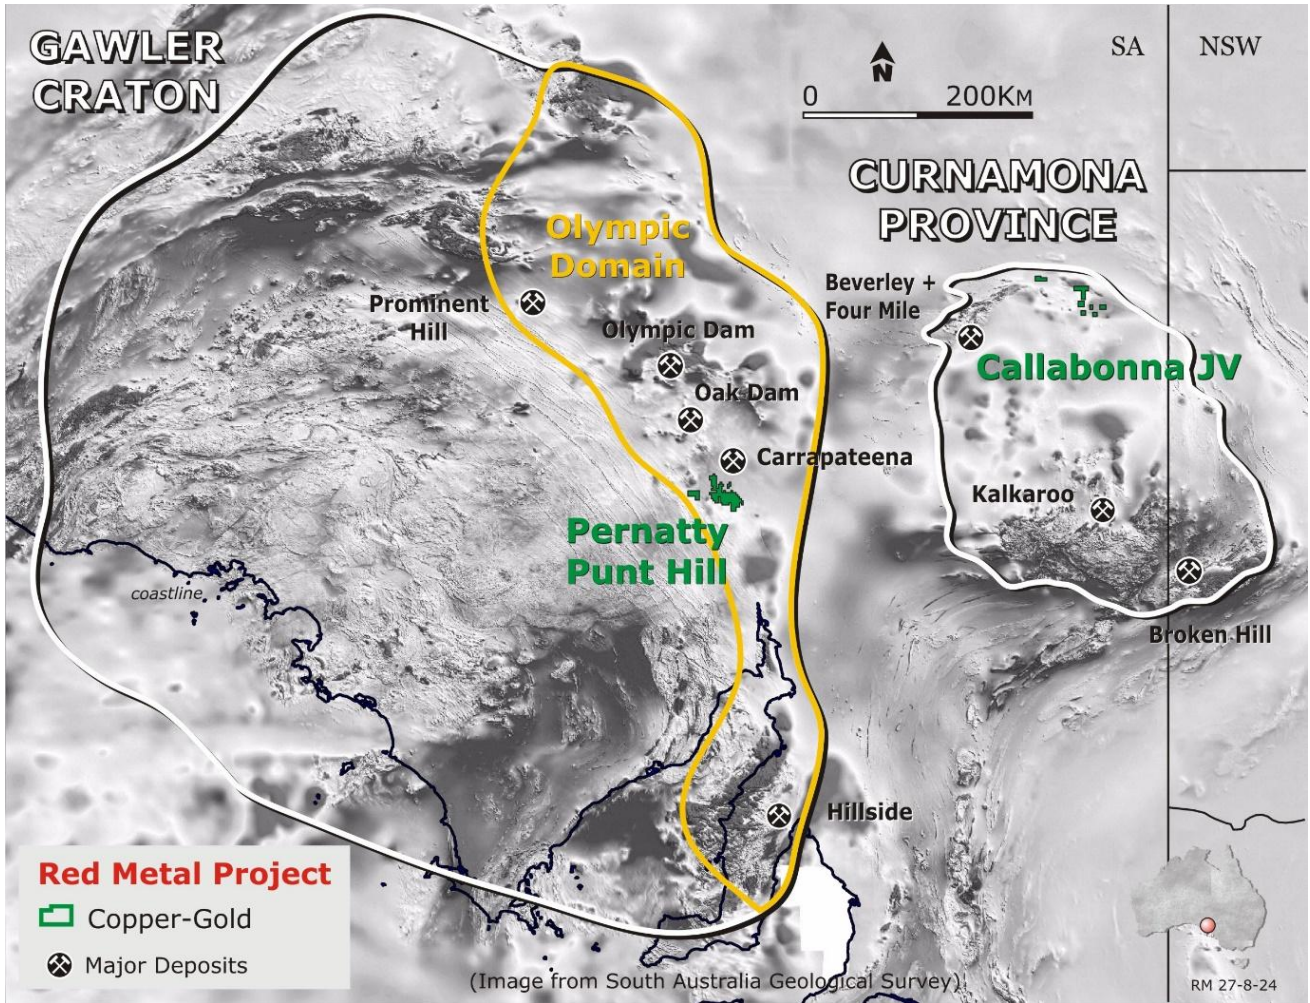 GAWLER
CRATON
N
SA
NSW
0
200KM
CURNAMONA
PROVINCE
Olympic
Domain
Beverley +
Four Mile
Prominent
Hill
Olympic Dam
Callabonna JV
Oak Dam
Carrapateena
Kalkaroo
Pernatty
Punt Hill
coastline
Broken Hill
Hillside
Red Metal Project
Copper-Gold
Major Deposits
(Image from South Australia Geological Survey)
RM 27-8-24